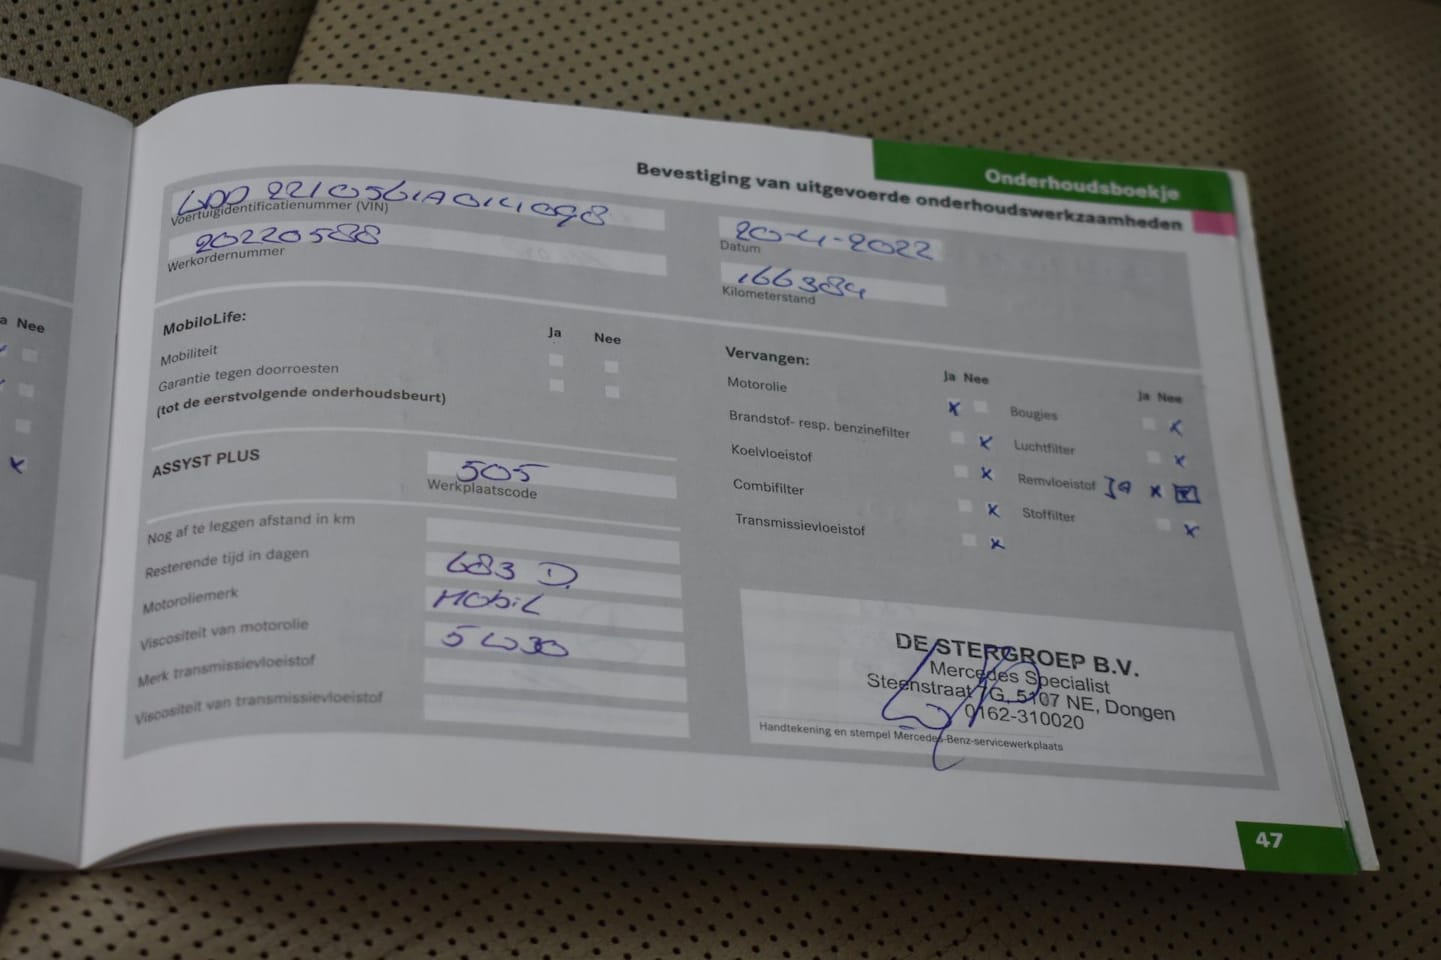 Onderhoudsboekje
Bevestiging van uitgevoerde onderhoudswerkzaamheden
WDD 2210561A014098
Voertuigidentificatienummer (VIN)
20-4-2022
Datum
20220588
Werkordernummer
166384
Kilometerstand
MobiloLife:
Ja Nee
Mobiliteit
Garantie tegen doorroesten
(tot de eerstvolgende onderhoudsbeurt)
ASSYST PLUS
505
Werkplaatscode
Nog af te leggen afstand in km
Resterende tijd in dagen
683 D.
Motoroliemerk
Mobil
Viscositeit van motorolie
5W30
Merk transmissievloeistof
Viscositeit van transmissievloeistof
Vervangen:
Ja Nee
Ja Nee
Motorolie x
Bougies x
Brandstof- resp. benzinefilter x
Luchtfilter x
Koelvloeistof x
Remvloeistof Ja x
Combifilter x
Stoffilter x
Transmissievloeistof x
DE STERGROEP B.V.
Mercedes Specialist
Steenstraat 7G, 5107 NE, Dongen
0162-310020
Handtekening en stempel Mercedes-Benz-servicewerkplaats
47
a Nee